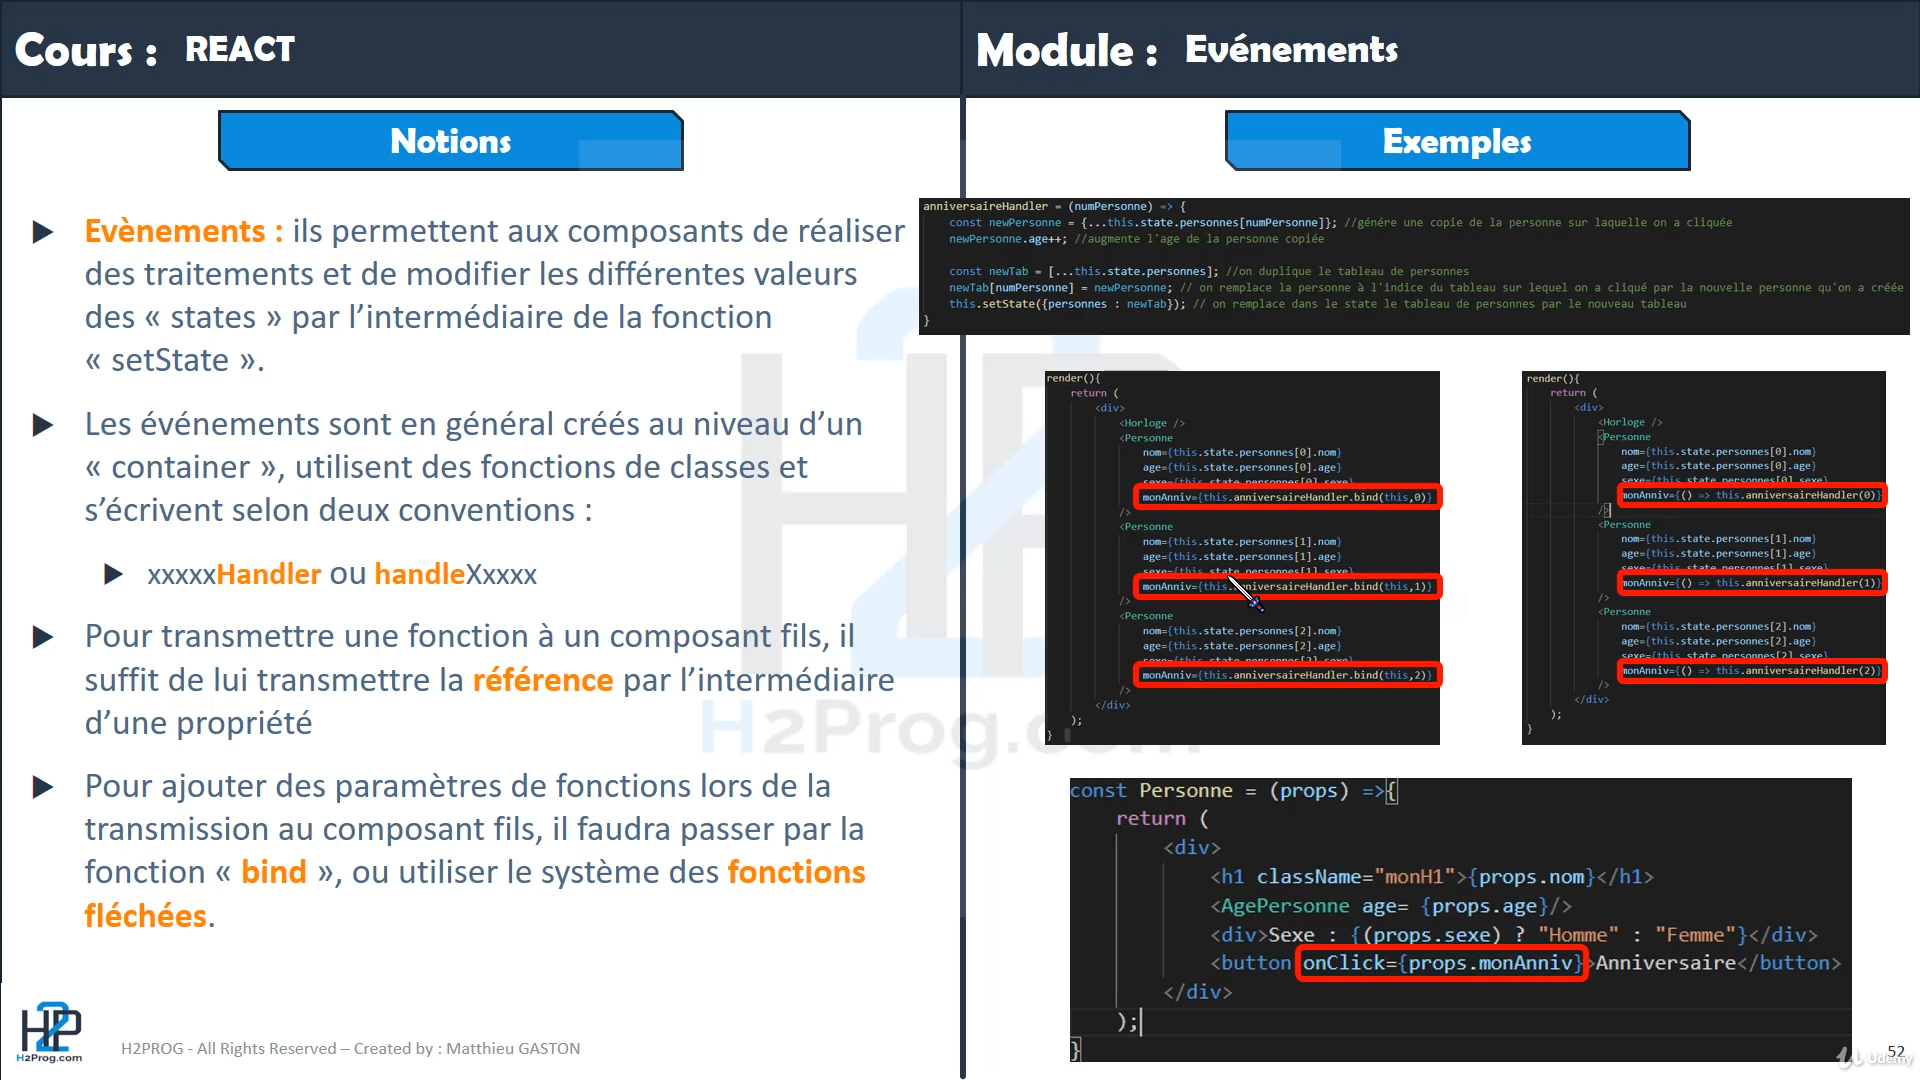 Cours : REACT
Module : Evénements
Notions
Evènements : ils permettent aux composants de réaliser
des traitements et de modifier les différentes valeurs
des « states » par l’intermédiaire de la fonction
« setState ».
Les événements sont en général créés au niveau d’un
« container », utilisent des fonctions de classes et
s’écrivent selon deux conventions :
xxxxxHandler ou handleXxxxx
Pour transmettre une fonction à un composant fils, il
suffit de lui transmettre la référence par l’intermédiaire
d’une propriété
Pour ajouter des paramètres de fonctions lors de la
transmission au composant fils, il faudra passer par la
fonction « bind », ou utiliser le système des fonctions
fléchées.
Exemples
anniversaireHandler = (numPersonne) => {
const newPersonne = {...this.state.personnes[numPersonne]}; //génére une copie de la personne sur laquelle on a cliquée
newPersonne.age++; //augmente l'age de la personne copiée
const newTab = [...this.state.personnes]; //on duplique le tableau de personnes
newTab[numPersonne] = newPersonne; // on remplace la personne à l'indice du tableau sur lequel on a cliqué par la nouvelle personne qu'on a créée
this.setState({personnes : newTab}); // on remplace dans le state le tableau de personnes par le nouveau tableau
}
render(){
return (
<div>
<Horloge />
<Personne
nom={this.state.personnes[0].nom}
age={this.state.personnes[0].age}
sexe={this.state.personnes[0].sexe}
monAnniv={this.anniversaireHandler.bind(this,0)}
/>
<Personne
nom={this.state.personnes[1].nom}
age={this.state.personnes[1].age}
sexe={this.state.personnes[1].sexe}
monAnniv={this.anniversaireHandler.bind(this,1)}
/>
<Personne
nom={this.state.personnes[2].nom}
age={this.state.personnes[2].age}
sexe={this.state.personnes[2].sexe}
monAnniv={this.anniversaireHandler.bind(this,2)}
/>
</div>
);
}
render(){
return (
<div>
<Horloge />
<Personne
nom={this.state.personnes[0].nom}
age={this.state.personnes[0].age}
sexe={this.state.personnes[0].sexe}
monAnniv={() => this.anniversaireHandler(0)}
/>
<Personne
nom={this.state.personnes[1].nom}
age={this.state.personnes[1].age}
sexe={this.state.personnes[1].sexe}
monAnniv={() => this.anniversaireHandler(1)}
/>
<Personne
nom={this.state.personnes[2].nom}
age={this.state.personnes[2].age}
sexe={this.state.personnes[2].sexe}
monAnniv={() => this.anniversaireHandler(2)}
/>
</div>
);
}
const Personne = (props) =>{
return (
<div>
<h1 className="monH1">{props.nom}</h1>
<AgePersonne age= {props.age}/>
<div>Sexe : {(props.sexe) ? "Homme" : "Femme"}</div>
<button onClick={props.monAnniv}>Anniversaire</button>
</div>
);
}
H2P
H2Prog.com
H2P
H2Prog.com
H2PROG - All Rights Reserved – Created by : Matthieu GASTON
52
Udemy